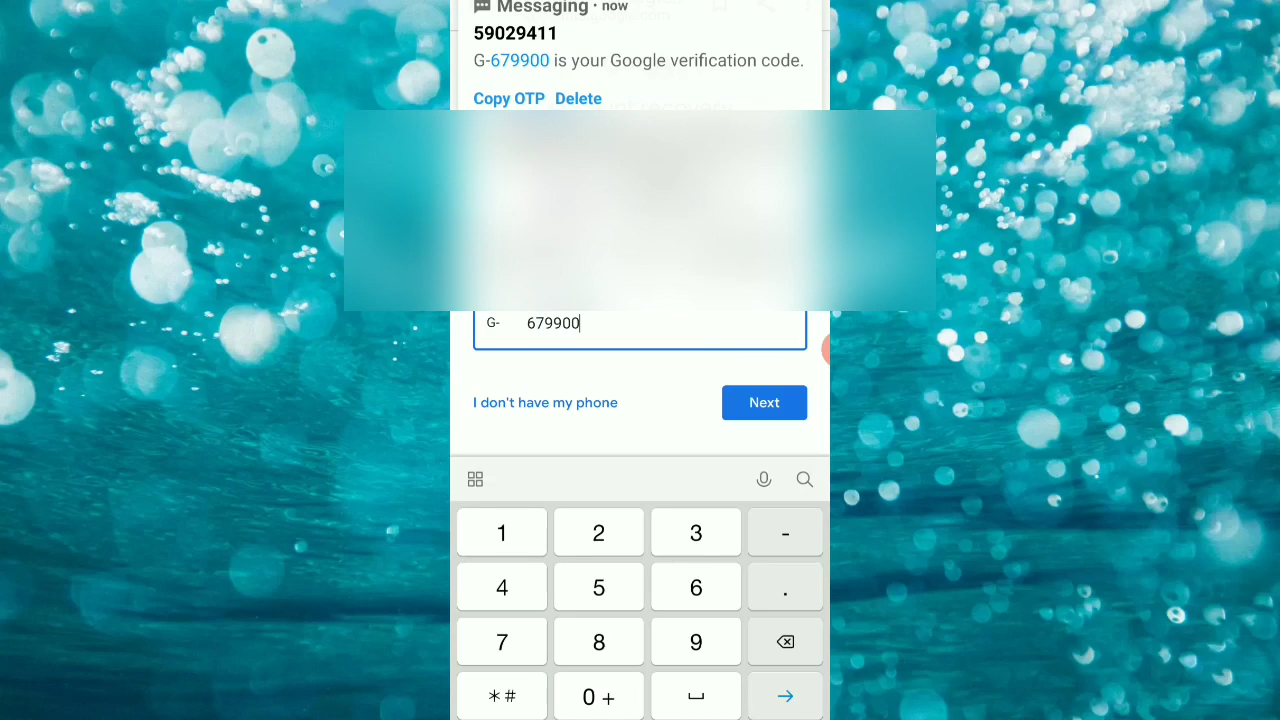 Messaging · now
59029411
G-679900 is your Google verification code.
Copy OTP Delete
G- 679900
I don't have my phone
Next
1 2 3 -
4 5 6 .
7 8 9
*# 0 +